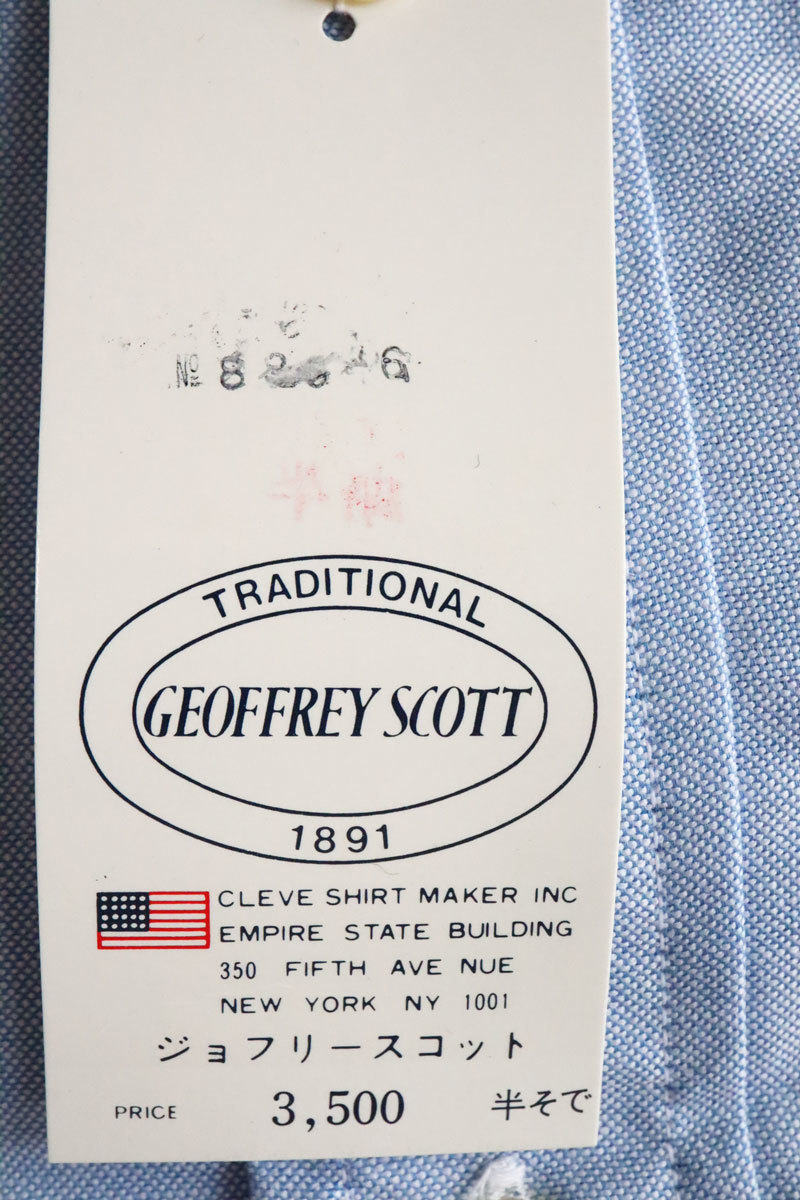 TRADITIONAL
GEOFFREY SCOTT
1891
CLEVE SHIRT MAKER INC
EMPIRE STATE BUILDING
350 FIFTH AVE NUE
NEW YORK NY 1001
ジョフリースコット
PRICE 3,500 半そで